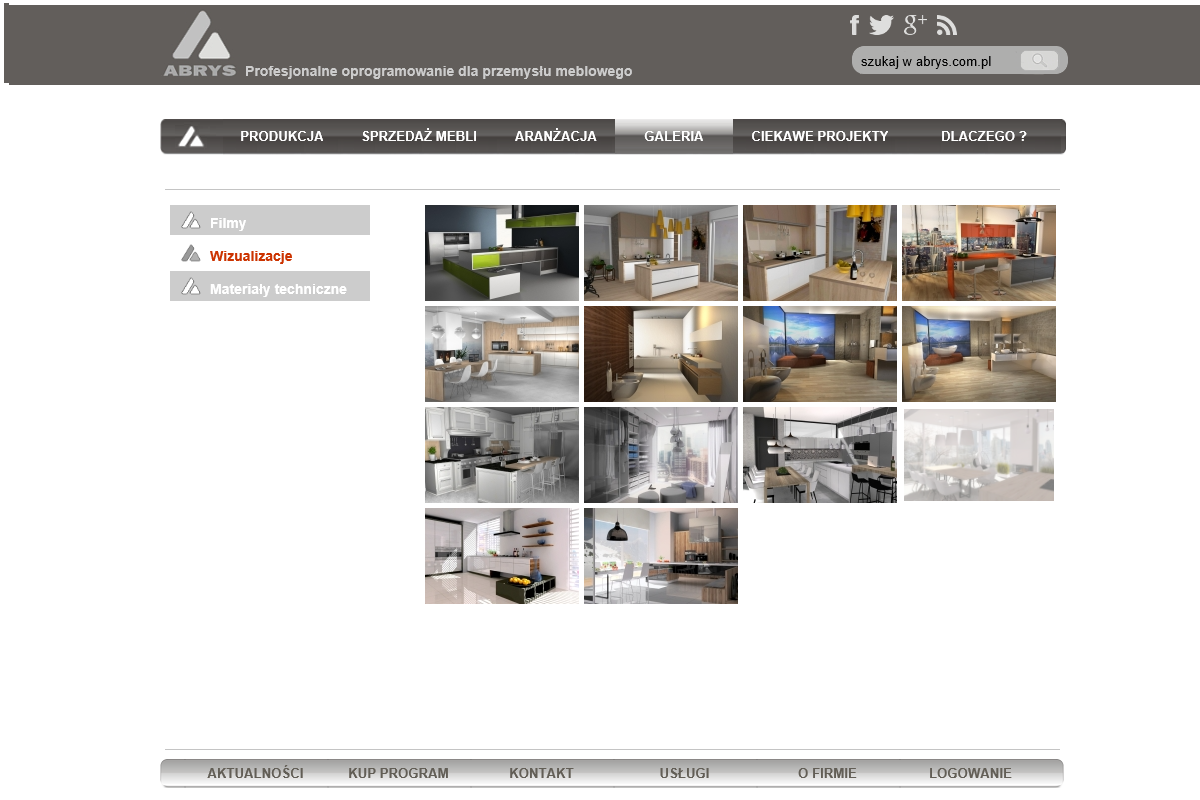 ABRYS Profesjonalne oprogramowanie dla przemysłu meblowego
szukaj w abrys.com.pl
PRODUKCJA SPRZEDAŻ MEBLI ARANŻACJA GALERIA CIEKAWE PROJEKTY DLACZEGO ?
Filmy
Wizualizacje
Materiały techniczne
AKTUALNOŚCI KUP PROGRAM KONTAKT USŁUGI O FIRMIE LOGOWANIE